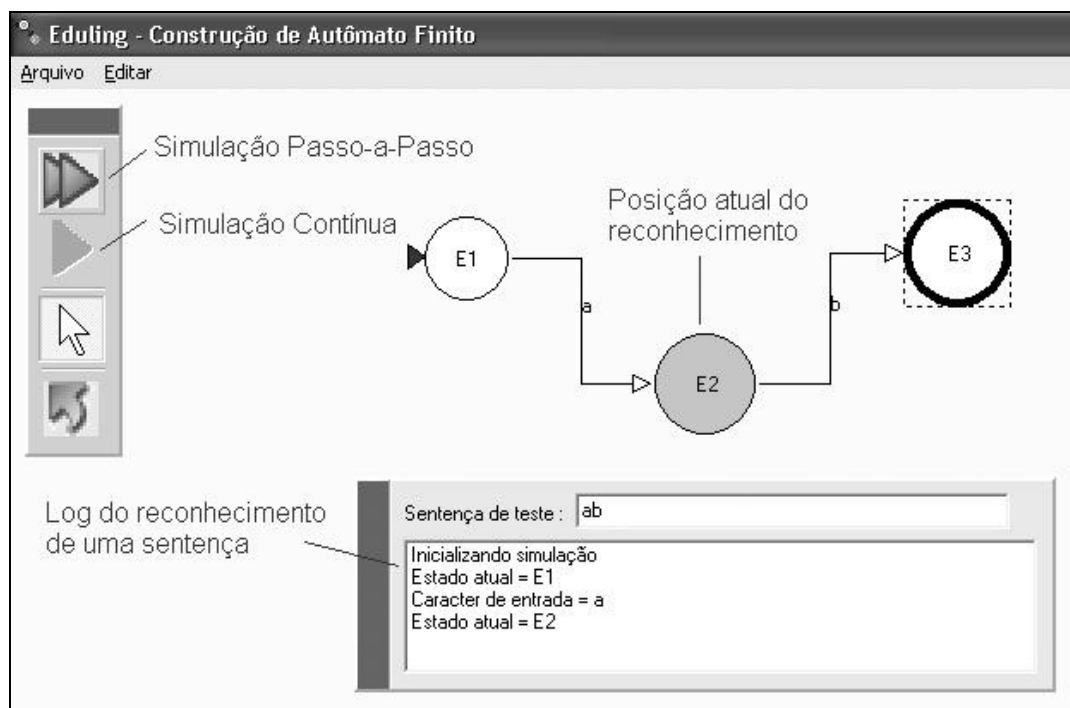 Eduling - Construção de Autômato Finito
Arquivo Editar
Simulação Passo-a-Passo
Simulação Contínua
Posição atual do
reconhecimento
E1
E3
a
b
E2
Log do reconhecimento
de uma sentença
Sentença de teste : ab
Inicializando simulação
Estado atual = E1
Caracter de entrada = a
Estado atual = E2